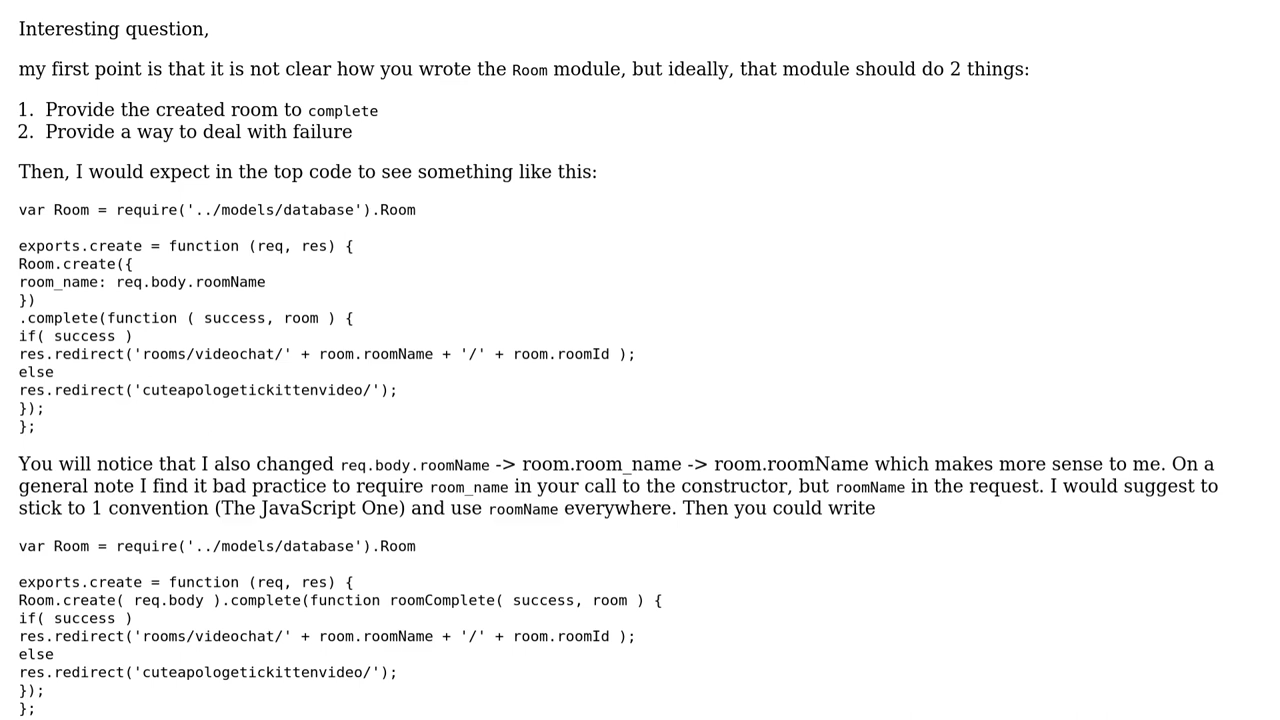 Interesting question,
my first point is that it is not clear how you wrote the Room module, but ideally, that module should do 2 things:
1. Provide the created room to complete
2. Provide a way to deal with failure
Then, I would expect in the top code to see something like this:
var Room = require('../models/database').Room
exports.create = function (req, res) {
Room.create({
room_name: req.body.roomName
})
.complete(function ( success, room ) {
if( success )
res.redirect('rooms/videochat/' + room.roomName + '/' + room.roomId );
else
res.redirect('cuteapologetickittenvideo/');
});
};
You will notice that I also changed req.body.roomName -> room.room_name -> room.roomName which makes more sense to me. On a
general note I find it bad practice to require room_name in your call to the constructor, but roomName in the request. I would suggest to
stick to 1 convention (The JavaScript One) and use roomName everywhere. Then you could write
var Room = require('../models/database').Room
exports.create = function (req, res) {
Room.create( req.body ).complete(function roomComplete( success, room ) {
if( success )
res.redirect('rooms/videochat/' + room.roomName + '/' + room.roomId );
else
res.redirect('cuteapologetickittenvideo/');
});
};